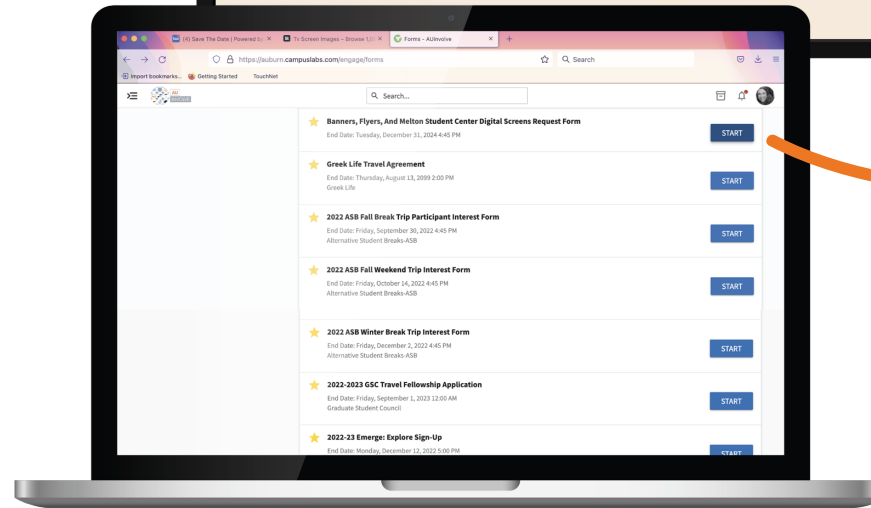 (4) Save The Date | Powered by
Tv Screen Images – Browse
Forms - AUInvolve
https://auburn.campuslabs.com/engage/forms
Search
Import bookmarks...
Getting Started
TouchNet
AU
Search...
Banners, Flyers, And Melton Student Center Digital Screens Request Form
End Date: Tuesday, December 31, 2024 4:45 PM
START
Greek Life Travel Agreement
End Date: Thursday, August 13, 2099 2:00 PM
Greek Life
START
2022 ASB Fall Break Trip Participant Interest Form
End Date: Friday, September 30, 2022 4:45 PM
Alternative Student Breaks-ASB
START
2022 ASB Fall Weekend Trip Interest Form
End Date: Friday, October 14, 2022 4:45 PM
Alternative Student Breaks-ASB
START
2022 ASB Winter Break Trip Interest Form
End Date: Friday, December 2, 2022 4:45 PM
Alternative Student Breaks-ASB
START
2022-2023 GSC Travel Fellowship Application
End Date: Friday, September 1, 2023 12:00 AM
Graduate Student Council
START
2022-23 Emerge: Explore Sign-Up
End Date: Monday, December 12, 2022 5:00 PM
START